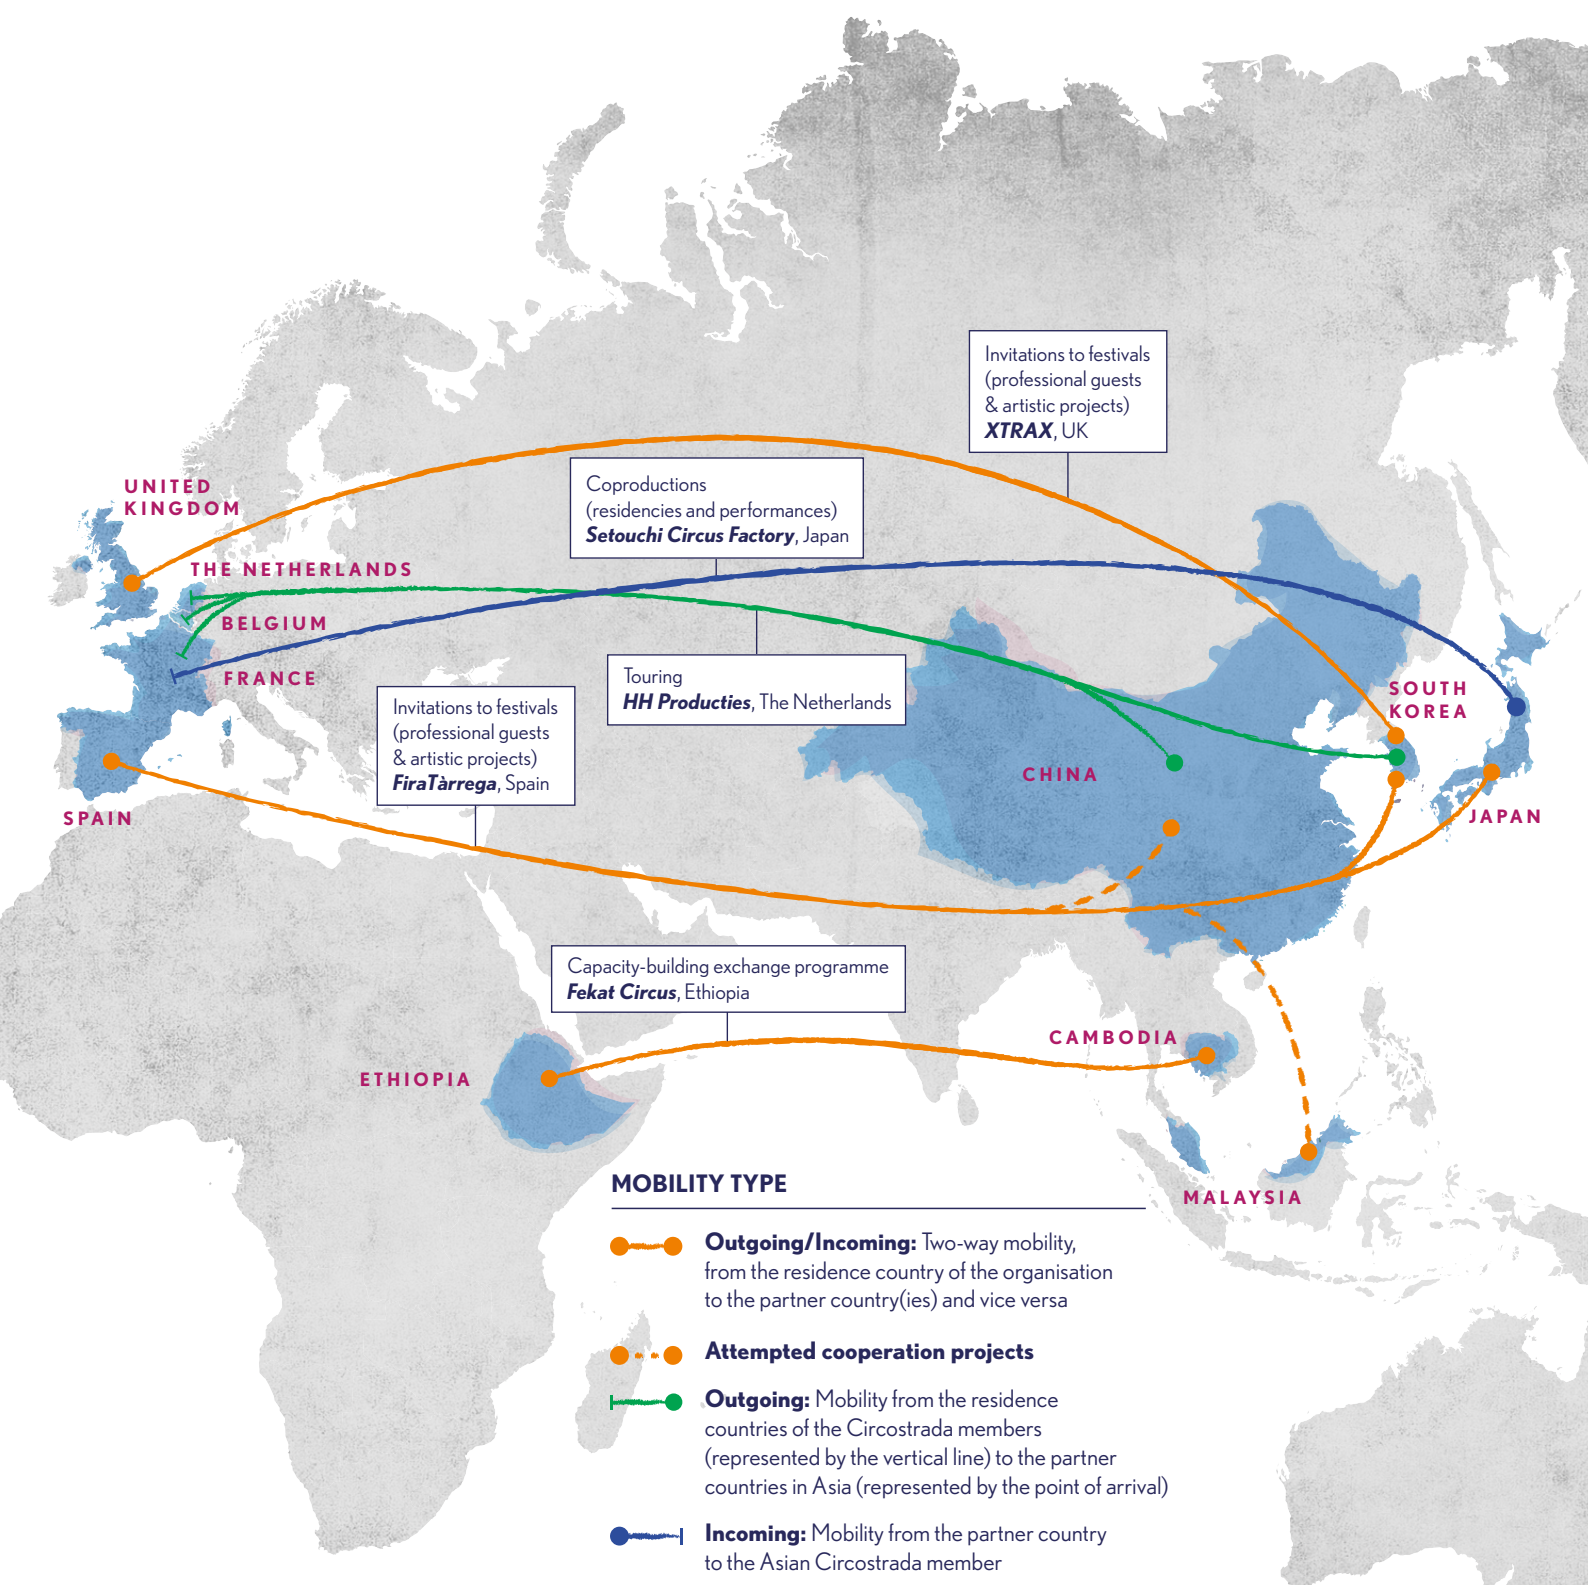 Invitations to festivals
(professional guests
& artistic projects)
XTRAX, UK
UNITED
KINGDOM
Coproductions
(residencies and performances)
Setouchi Circus Factory, Japan
THE NETHERLANDS
BELGIUM
FRANCE
Touring
HH Producties, The Netherlands
SOUTH
KOREA
Invitations to festivals
(professional guests
& artistic projects)
FiraTàrrega, Spain
CHINA
SPAIN
JAPAN
Capacity-building exchange programme
Fekat Circus, Ethiopia
CAMBODIA
ETHIOPIA
MALAYSIA
MOBILITY TYPE
Outgoing/Incoming: Two-way mobility,
from the residence country of the organisation
to the partner country(ies) and vice versa
Attempted cooperation projects
Outgoing: Mobility from the residence
countries of the Circostrada members
(represented by the vertical line) to the partner
countries in Asia (represented by the point of arrival)
Incoming: Mobility from the partner country
to the Asian Circostrada member